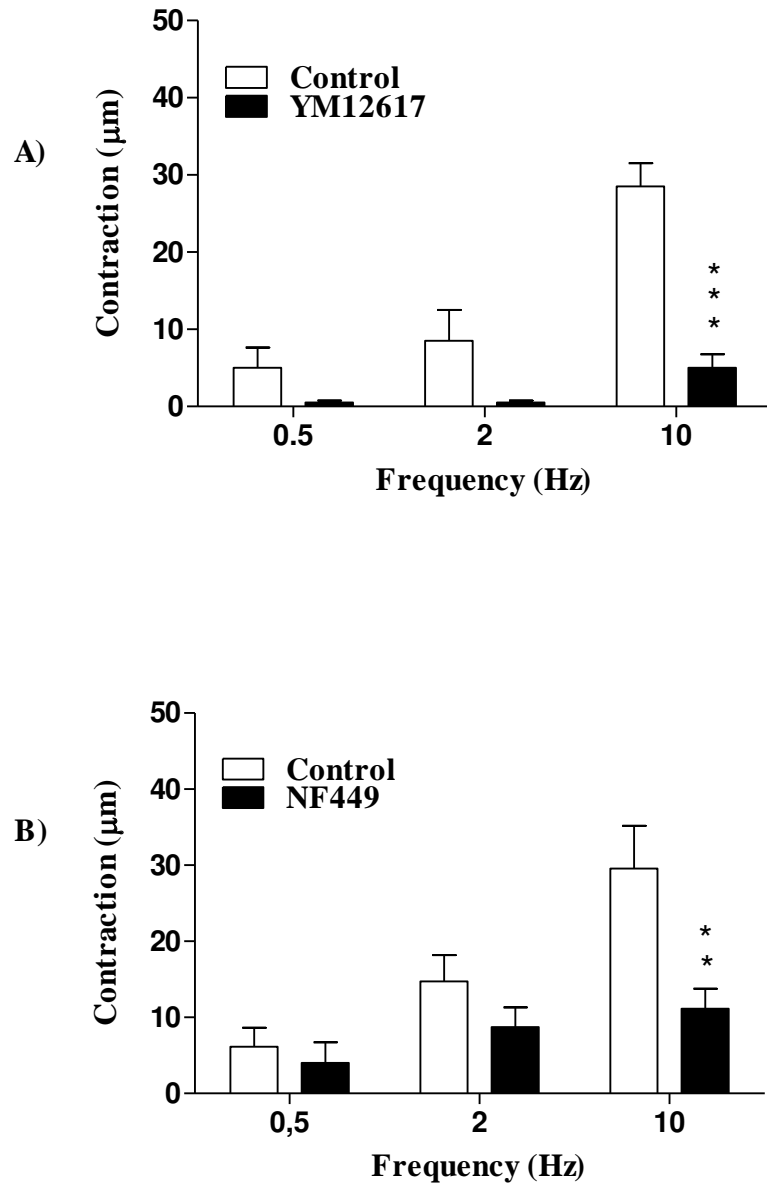 A)
Contraction (µm)
50
40
30
20
10
0
Control
YM12617
*
*
*
0.5 2 10
Frequency (Hz)
B)
Contraction (µm)
50
40
30
20
10
0
Control
NF449
*
*
0,5 2 10
Frequency (Hz)